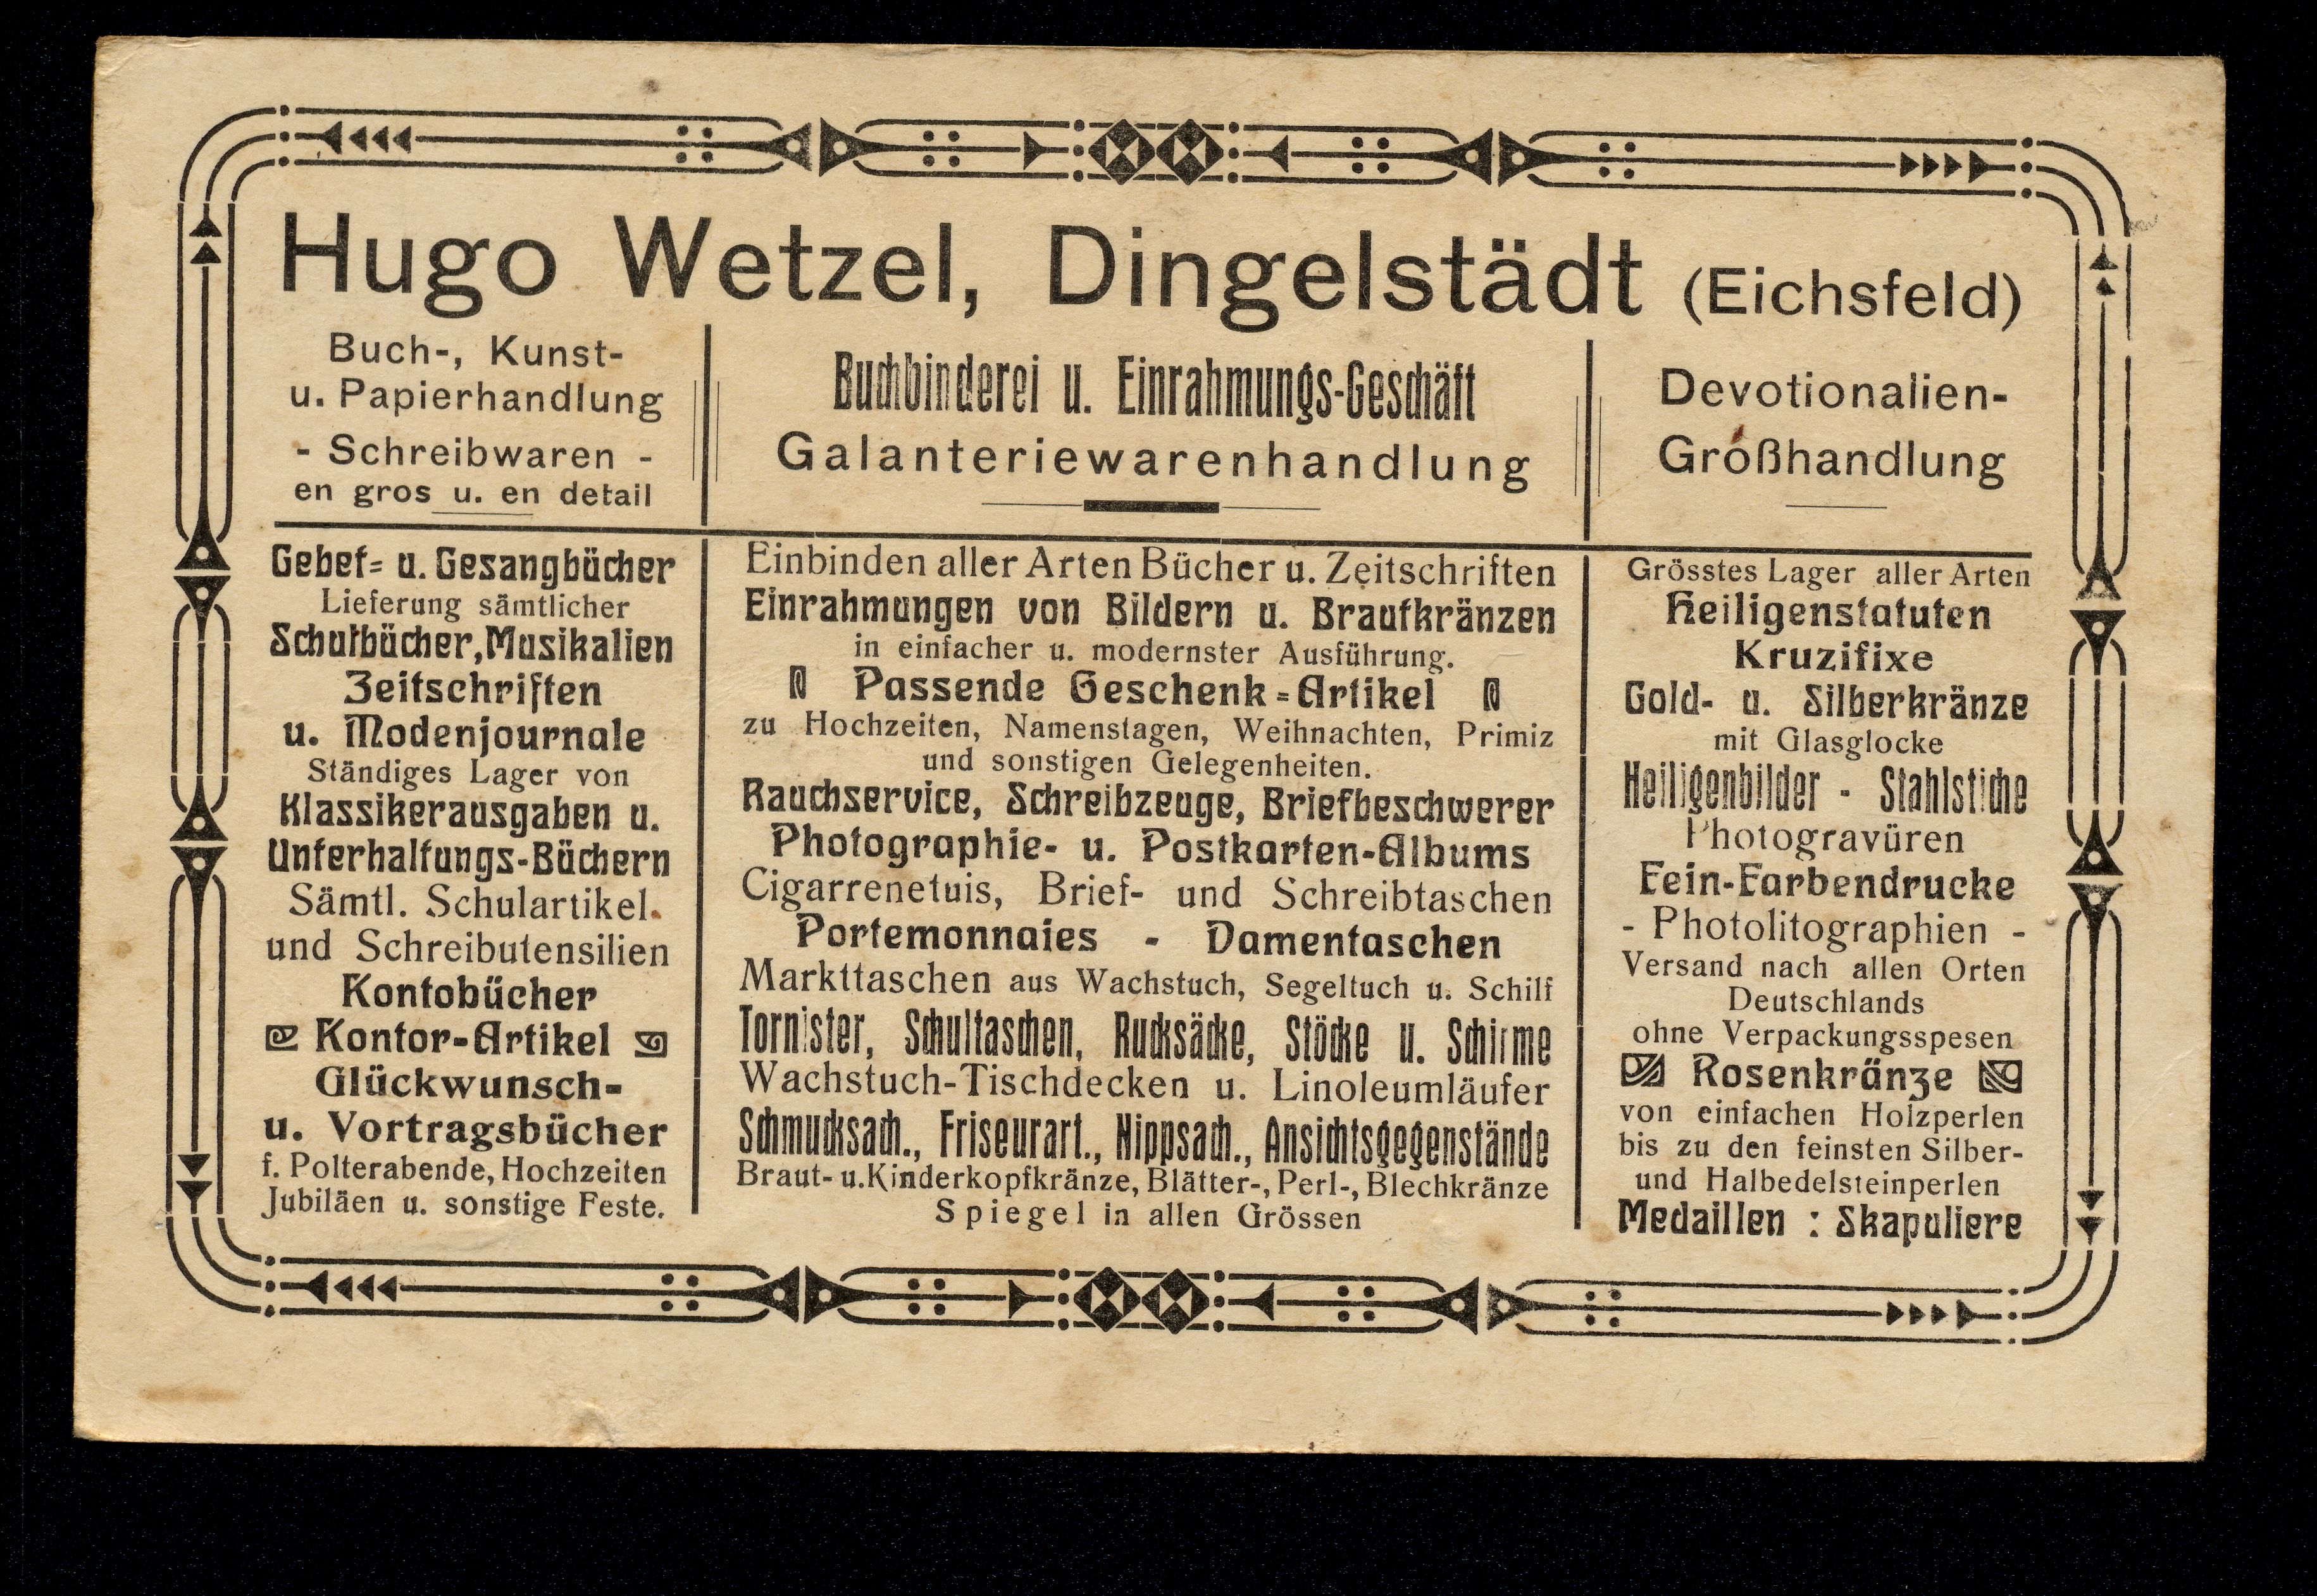 Hugo Wetzel, Dingelstädt (Eichsfeld)
Buch-, Kunst-
u. Papierhandlung
- Schreibwaren -
en gros u. en detail
Buchbinderei u. Einrahmungs-Geschäft
Galanteriewarenhandlung
Devotionalien-
Großhandlung
Gebet= u. Gesangbücher
Lieferung sämtlicher
Schulbücher, Musikalien
Zeitschriften
u. Modenjournale
Ständiges Lager von
Klassikerausgaben u.
Unterhaltungs-Büchern
Sämtl. Schulartikel.
und Schreibutensilien
Kontobücher
Kontor-Artikel
Glückwunsch-
u. Vortragsbücher
f. Polterabende, Hochzeiten
Jubiläen u. sonstige Feste.
Einbinden aller Arten Bücher u. Zeitschriften
Einrahmungen von Bildern u. Brautkränzen
in einfacher u. modernster Ausführung.
Passende Geschenk=Artikel
zu Hochzeiten, Namenstagen, Weihnachten, Primiz
und sonstigen Gelegenheiten.
Rauchservice, Schreibzeuge, Briefbeschwerer
Photographie- u. Postkarten-Albums
Cigarrenetuis, Brief- und Schreibtaschen
Portemonnaies - Damentaschen
Markttaschen aus Wachstuch, Segeltuch u. Schilf
Tornister, Schultaschen, Rucksäcke, Stöcke u. Schirme
Wachstuch-Tischdecken u. Linoleumläufer
Schmucksach., Friseurart., Nippsach., Ansichtsgegenstände
Braut- u. Kinderkopfkränze, Blätter-, Perl-, Blechkränze
Spiegel in allen Grössen
Grösstes Lager aller Arten
Heiligenstatuten
Kruzifixe
Gold- u. Silberkränze
mit Glasglocke
Heiligenbilder - Stahlstiche
Photogravüren
Fein-Farbendrucke
- Photolitographien -
Versand nach allen Orten
Deutschlands
ohne Verpackungsspesen
Rosenkränze
von einfachen Holzperlen
bis zu den feinsten Silber-
und Halbedelsteinperlen
Medaillen : Skapuliere